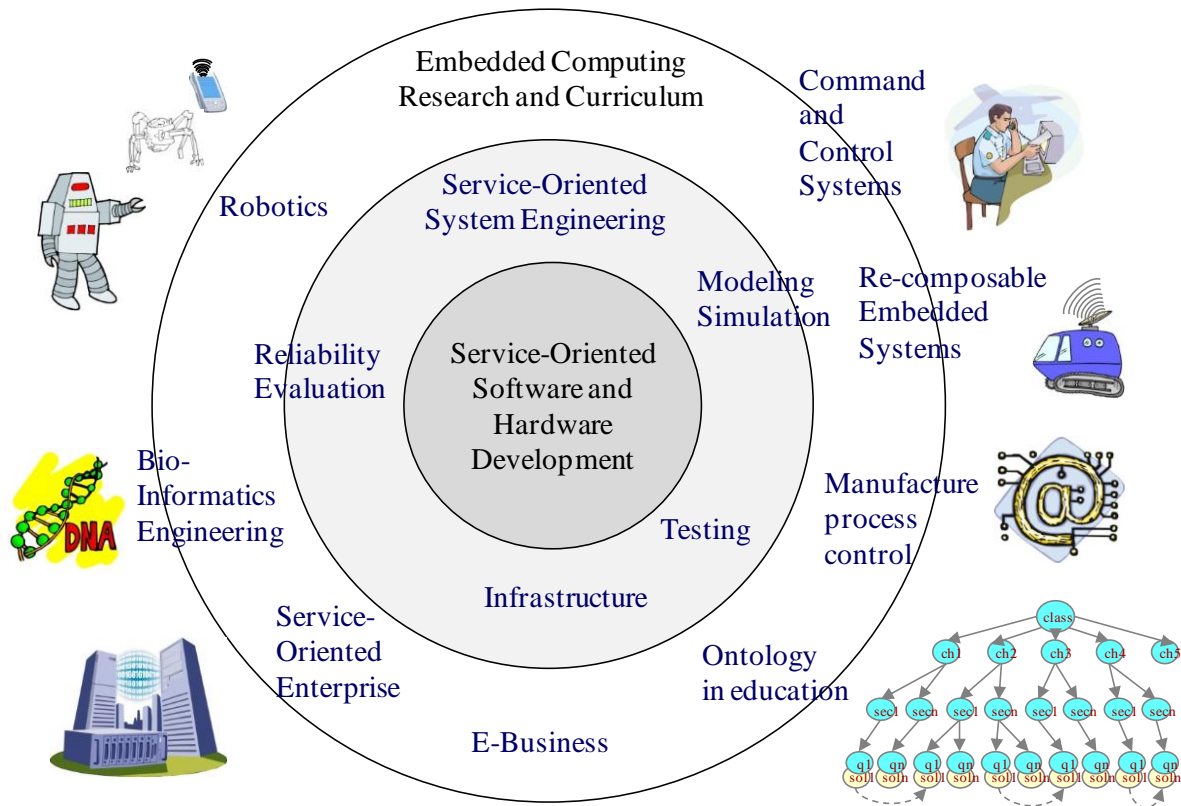 Embedded Computing
Research and Curriculum
Command
and
Control
Systems
Robotics
Service-Oriented
System Engineering
Modeling
Simulation
Re-composable
Embedded
Systems
Reliability
Evaluation
Service-Oriented
Software and
Hardware
Development
Bio-
Informatics
Engineering
DNA
Manufacture
process
control
@
Testing
Infrastructure
Service-
Oriented
Enterprise
Ontology
in education
E-Business
class
ch1 ch2 ch3 ch4 ch5
sec1 secn sec1 secn sec1 secn sec1 secn
q1 qn q1 qn q1 qn q1 qn q1 qn
sol1 soln sol1 soln sol1 soln sol1 soln sol1 soln